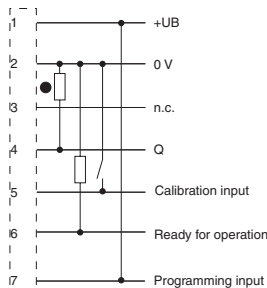 1 +UB
2 0 V
3 n.c.
4 Q
5 Calibration input
6 Ready for operation
7 Programming input